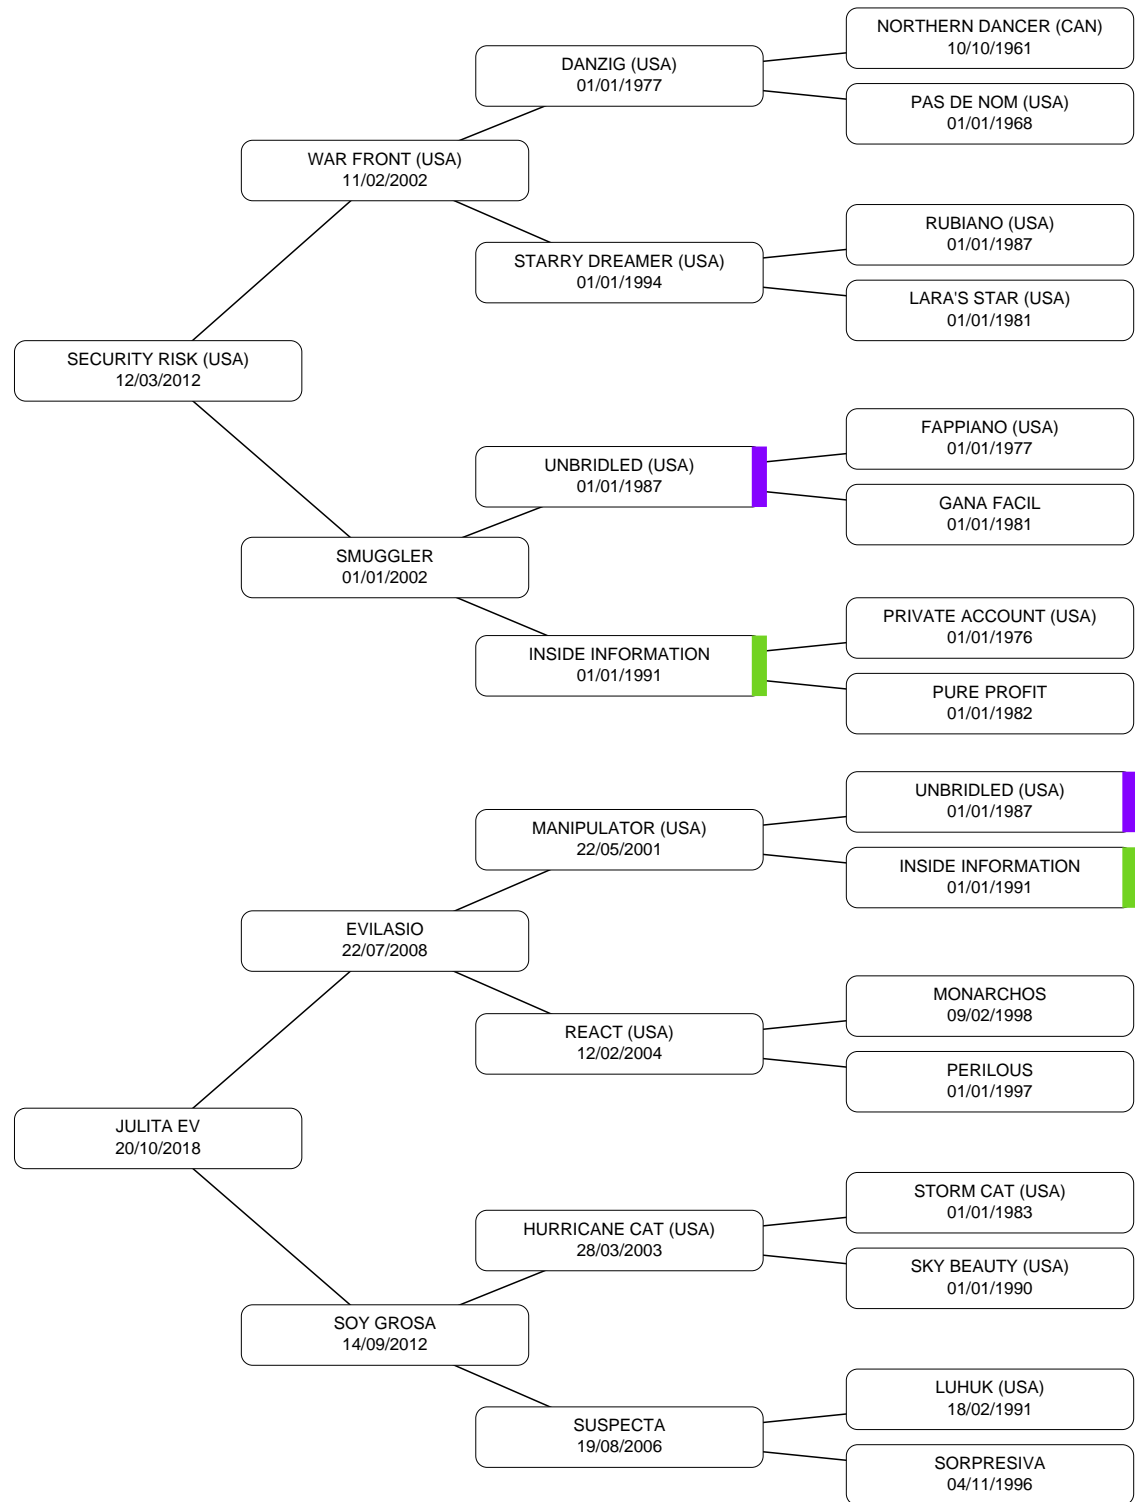 NORTHERN DANCER (CAN)
10/10/1961
DANZIG (USA)
01/01/1977
PAS DE NOM (USA)
01/01/1968
WAR FRONT (USA)
11/02/2002
RUBIANO (USA)
01/01/1987
STARRY DREAMER (USA)
01/01/1994
LARA'S STAR (USA)
01/01/1981
SECURITY RISK (USA)
12/03/2012
FAPPIANO (USA)
01/01/1977
UNBRIDLED (USA)
01/01/1987
GANA FACIL
01/01/1981
SMUGGLER
01/01/2002
PRIVATE ACCOUNT (USA)
01/01/1976
INSIDE INFORMATION
01/01/1991
PURE PROFIT
01/01/1982
UNBRIDLED (USA)
01/01/1987
MANIPULATOR (USA)
22/05/2001
INSIDE INFORMATION
01/01/1991
EVILASIO
22/07/2008
MONARCHOS
09/02/1998
REACT (USA)
12/02/2004
PERILOUS
01/01/1997
JULITA EV
20/10/2018
STORM CAT (USA)
01/01/1983
HURRICANE CAT (USA)
28/03/2003
SKY BEAUTY (USA)
01/01/1990
SOY GROSA
14/09/2012
LUHUK (USA)
18/02/1991
SUSPECTA
19/08/2006
SORPRESIVA
04/11/1996